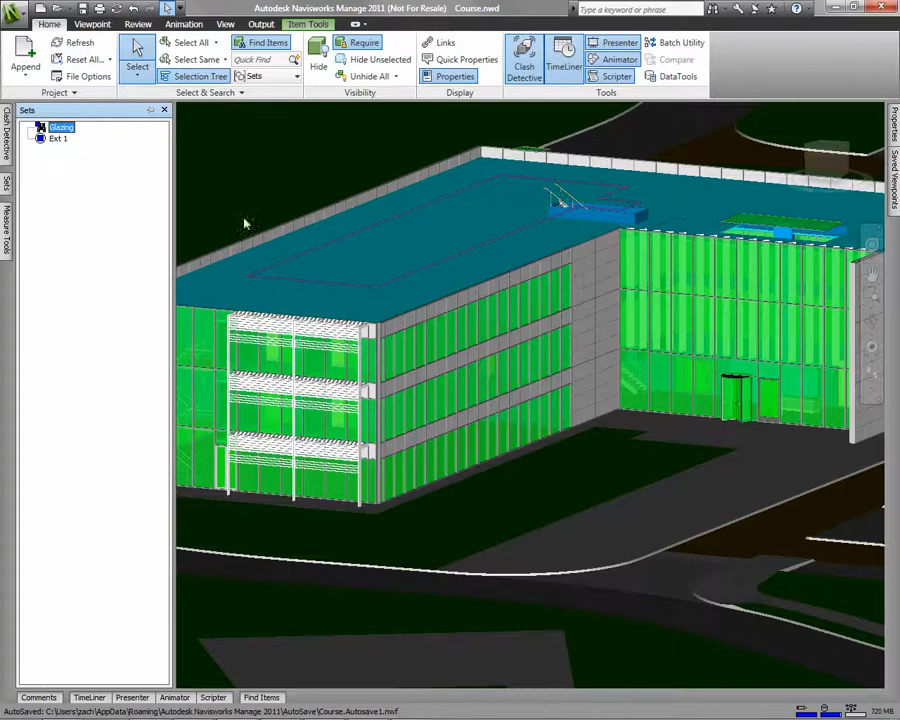 Autodesk Navisworks Manage 2011 (Not For Resale) Course.nwd
Type a keyword or phrase
Home Viewpoint Review Animation View Output Item Tools
Append
Refresh
Reset All...
File Options
Project
Select
Select All
Select Same
Selection Tree
Find Items
Quick Find
Sets
Select & Search
Hide
Require
Hide Unselected
Unhide All
Visibility
Links
Quick Properties
Properties
Display
Clash Detective
TimeLiner
Presenter
Animator
Scripter
Batch Utility
Compare
DataTools
Tools
Sets
Glazing
Ext 1
Clash Detective
Sets
Measure Tools
Properties
Saved Viewpoints
Comments TimeLiner Presenter Animator Scripter Find Items
AutoSaved: C:\Users\zach\AppData\Roaming\Autodesk Navisworks Manage 2011\AutoSave\Course.Autosave1.nwf
720 MB